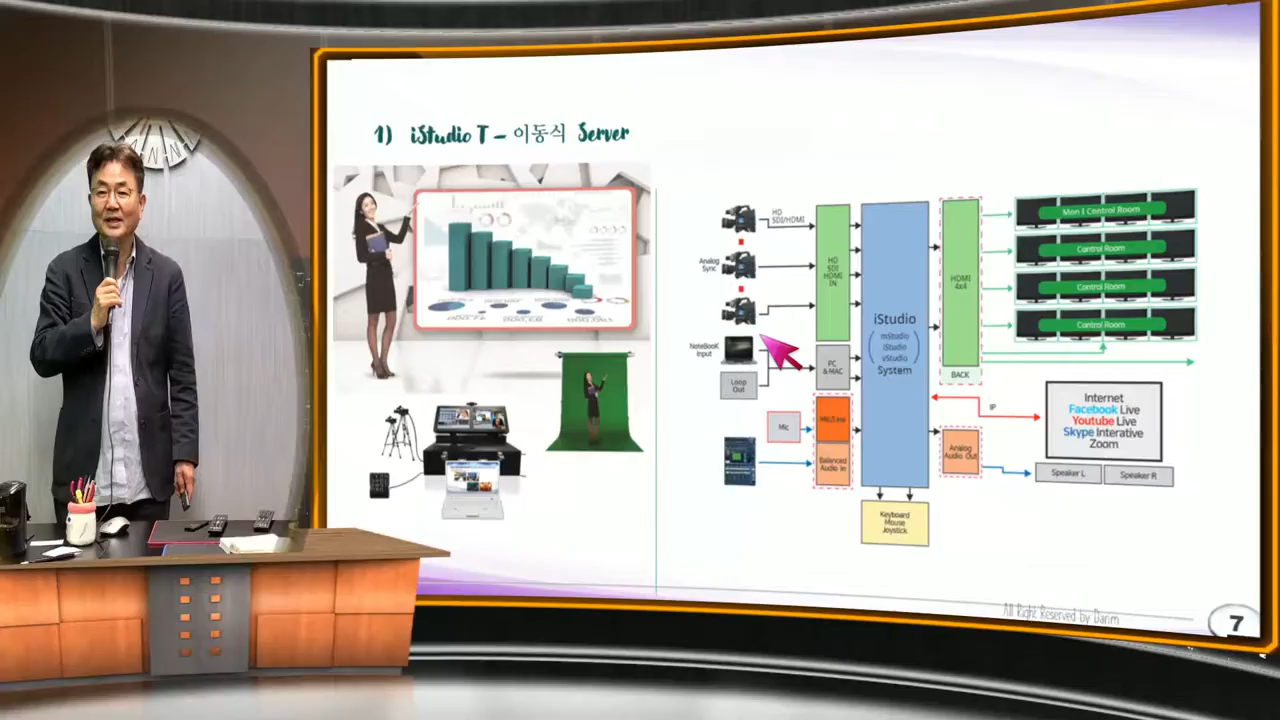 1) iStudio T – 이동식 Server
HD
SDI/HDMI
Analog
Sync
NoteBooK
Input
Loop
Out
Mic
HD
SDI
HDMI
IN
PC
& MAC
Mic/Line
Balanced
Audio In
iStudio
mStudio
iStudio
vStudio
System
Keyboard
Mouse
Joystick
HDMI
4x4
BACK
Analog
Audio Out
IP
Control Room
Control Room
Control Room
Internet
Facebook Live
Youtube Live
Skype Interative
Zoom
Speaker L
Speaker R
All Right Reserved by Darim
7